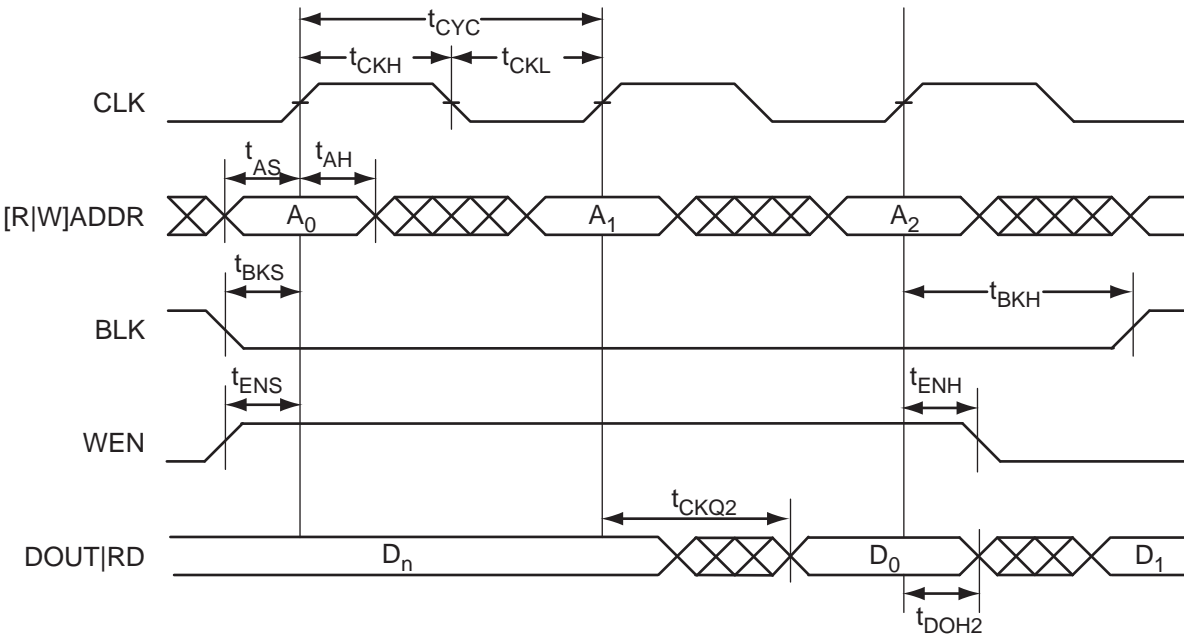 tCYC
tCKH tCKL
CLK
tAS tAH
[R|W]ADDR A0 A1 A2
tBKS
tBKH
BLK
tENS tENH
WEN
tCKQ2
DOUT|RD Dn D0 D1
tDOH2